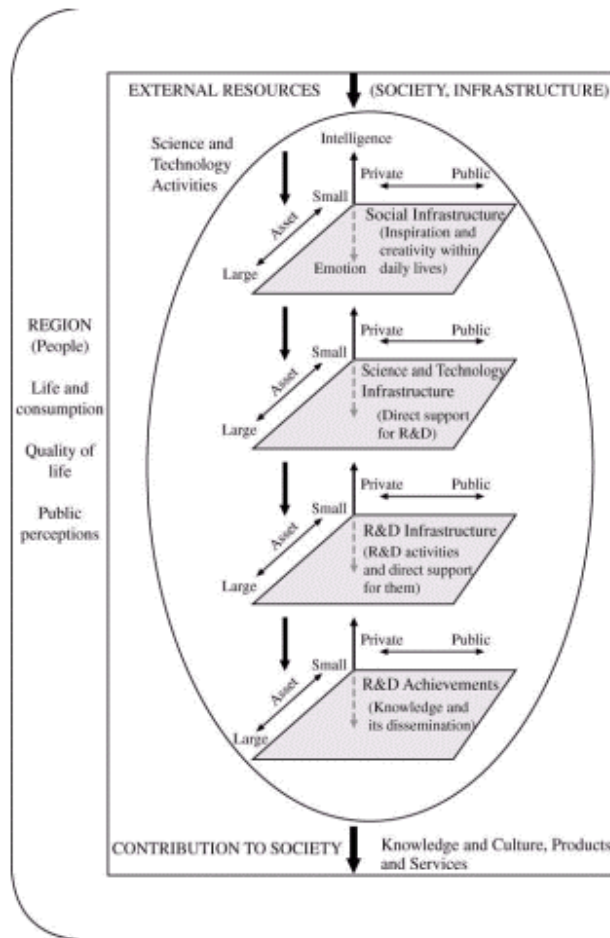 EXTERNAL RESOURCES
(SOCIETY, INFRASTRUCTURE)
Science and
Technology
Activities
Intelligence
Private
Public
Small
Asset
Large
Social Infrastructure
(Inspiration and
creativity within
daily lives)
Emotion
REGION
(People)
Life and
consumption
Quality of
life
Public
perceptions
Private
Public
Small
Asset
Large
Science and Technology
Infrastructure
(Direct support
for R&D)
Private
Public
Small
Asset
Large
R&D Infrastructure
(R&D activities
and direct support
for them)
Private
Public
Small
Asset
Large
R&D Achievements
(Knowledge and
its dissemination)
CONTRIBUTION TO SOCIETY
Knowledge and Culture, Products
and Services